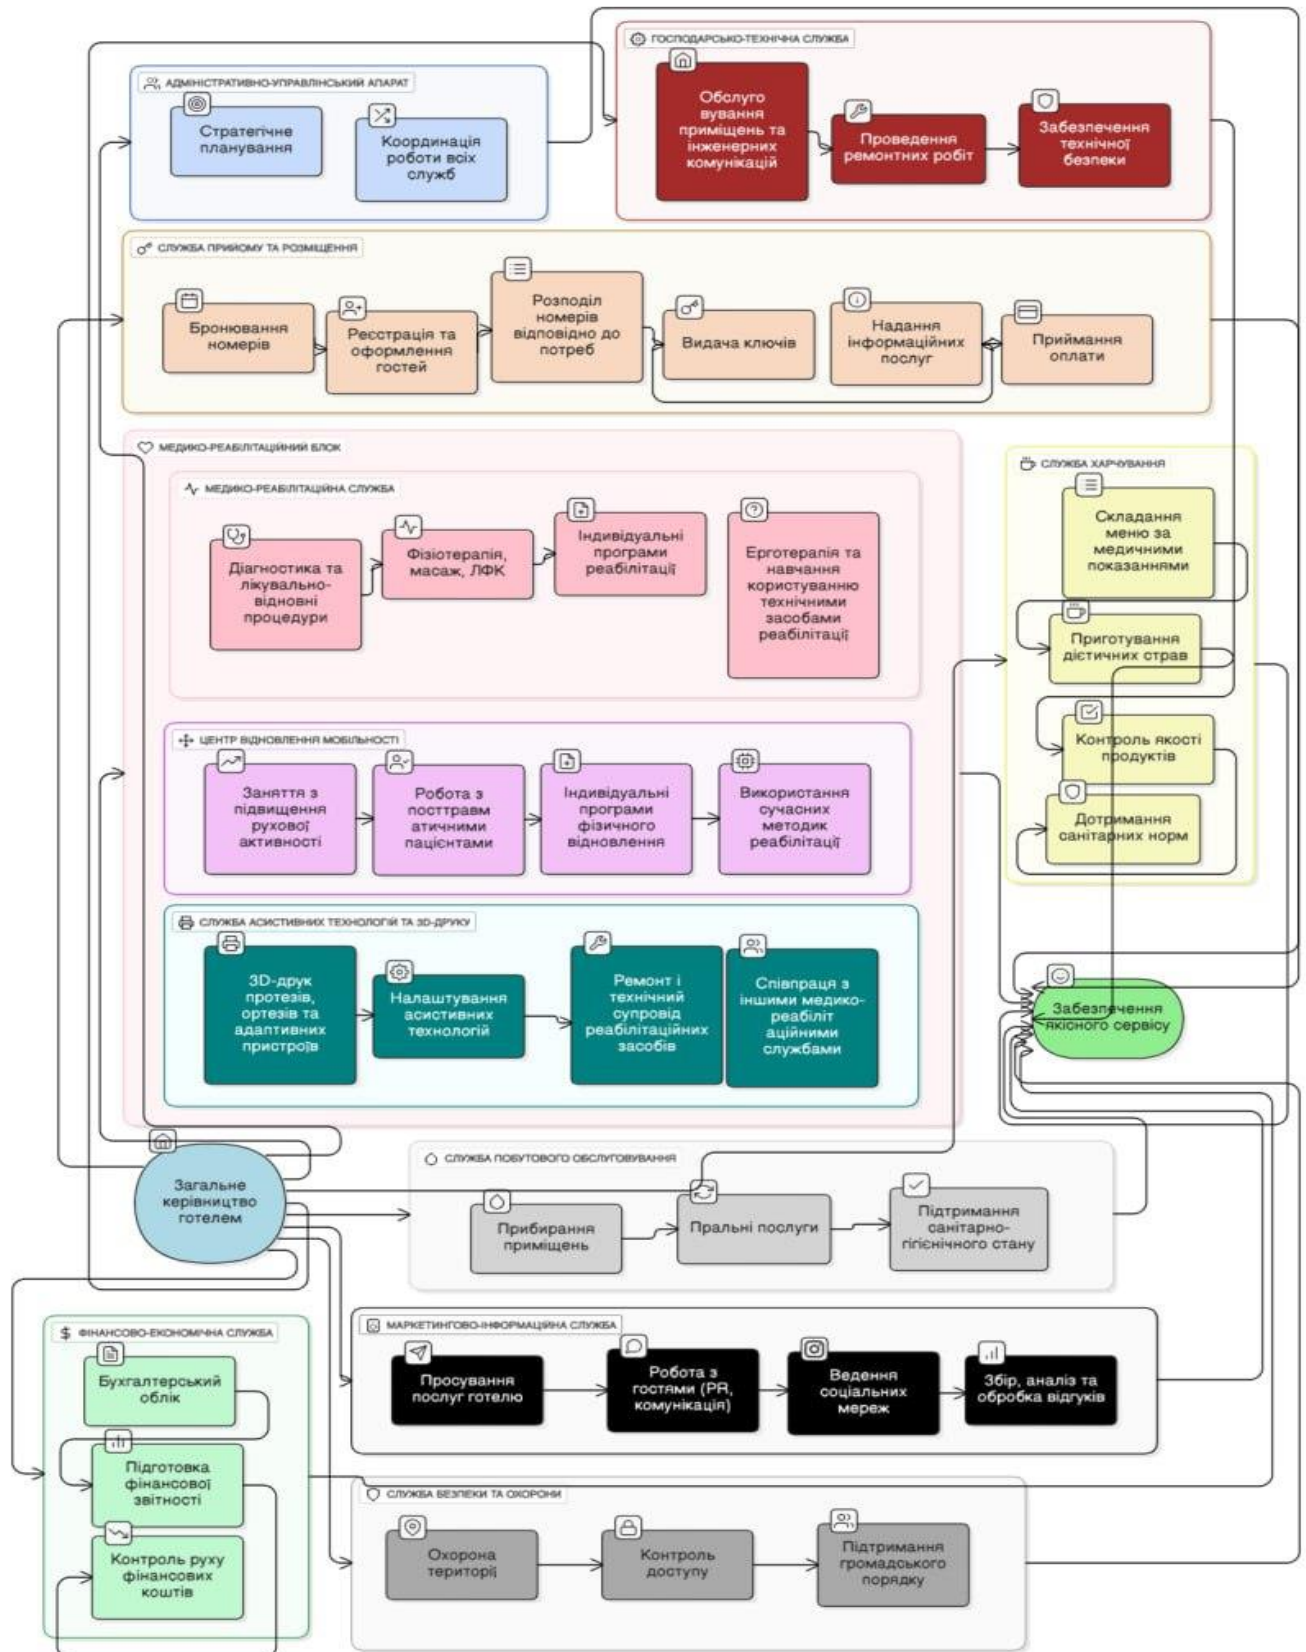 АДМІНІСТРАТИВНО-УПРАВЛІНСЬКИЙ АПАРАТ
Стратегічне
планування
Координація
роботи всіх
служб
ГОСПОДАРСЬКО-ТЕХНІЧНА СЛУЖБА
Обслуго
вування
приміщень та
інженерних
комунікацій
Проведення
ремонтних робіт
Забезпечення
технічної
безпеки
СЛУЖБА ПРИЙОМУ ТА РОЗМІЩЕННЯ
Бронювання
номерів
Реєстрація та
оформлення
гостей
Розподіл
номерів
відповідно до
потреб
Видача ключів
Надання
інформаційних
послуг
Приймання
оплати
МЕДИКО-РЕАБІЛІТАЦІЙНИЙ БЛОК
МЕДИКО-РЕАБІЛІТАЦІЙНА СЛУЖБА
Діагностика та
лікувально-
відновні
процедури
Фізіотерапія,
масаж, ЛФК
Індивідуальні
програми
реабілітації
Ерготерапія та
навчання
користуванню
технічними
засобами
реабілітації
СЛУЖБА ХАРЧУВАННЯ
Складання
меню за
медичними
показаннями
Приготування
дієтичних страв
Контроль якості
продуктів
Дотримання
санітарних норм
ЦЕНТР ВІДНОВЛЕННЯ МОБІЛЬНОСТІ
Заняття з
підвищення
рухової
активності
Робота з
посттравм
атичними
пацієнтами
Індивідуальні
програми
фізичного
відновлення
Використання
сучасних
методик
реабілітації
СЛУЖБА АСИСТИВНИХ ТЕХНОЛОГІЙ ТА 3D-ДРУКУ
3D-друк
протезів,
ортезів та
адаптивних
пристроїв
Налаштування
асистивних
технологій
Ремонт і
технічний
супровід
реабілітаційних
засобів
Співпраця з
іншими медико-
реабіліт
аційними
службами
Забезпечення
якісного сервісу
Загальне
керівництво
готелем
СЛУЖБА ПОБУТОВОГО ОБСЛУГОВУВАННЯ
Прибирання
приміщень
Пральні послуги
Підтримання
санітарно-
гігієнічного стану
ФІНАНСОВО-ЕКОНОМІЧНА СЛУЖБА
Бухгалтерський
облік
Підготовка
фінансової
звітності
Контроль руху
фінансових
коштів
МАРКЕТИНГОВО-ІНФОРМАЦІЙНА СЛУЖБА
Просування
послуг готелю
Робота з
гостями (PR,
комунікація)
Ведення
соціальних
мереж
Збір, аналіз та
обробка відгуків
СЛУЖБА БЕЗПЕКИ ТА ОХОРОНИ
Охорона
території
Контроль
доступу
Підтримання
громадського
порядку